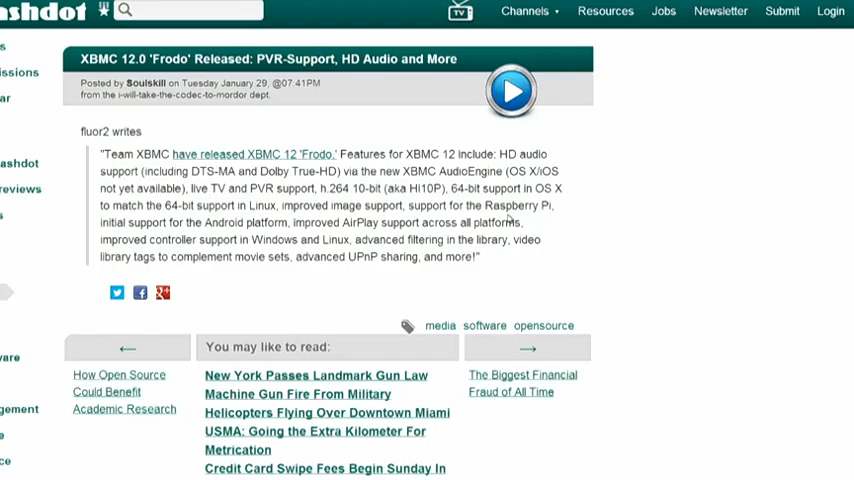 ashdot TV Channels Resources Jobs Newsletter Submit Login
s
issions
ar
ashdot
reviews
s
ware
gement
e
ce
XBMC 12.0 'Frodo' Released: PVR-Support, HD Audio and More
Posted by Soulskill on Tuesday January 29, @07:41PM
from the i-will-take-the-codec-to-mordor dept.
fluor2 writes
"Team XBMC have released XBMC 12 'Frodo.' Features for XBMC 12 include: HD audio
support (including DTS-MA and Dolby True-HD) via the new XBMC AudioEngine (OS X/iOS
not yet available), live TV and PVR support, h.264 10-bit (aka Hi10P), 64-bit support in OS X
to match the 64-bit support in Linux, improved image support, support for the Raspberry Pi,
initial support for the Android platform, improved AirPlay support across all platforms,
improved controller support in Windows and Linux, advanced filtering in the library, video
library tags to complement movie sets, advanced UPnP sharing, and more!"
media software opensource
←
How Open Source
Could Benefit
Academic Research
You may like to read:
New York Passes Landmark Gun Law
Machine Gun Fire From Military
Helicopters Flying Over Downtown Miami
USMA: Going the Extra Kilometer For
Metrication
Credit Card Swipe Fees Begin Sunday In
→
The Biggest Financial
Fraud of All Time